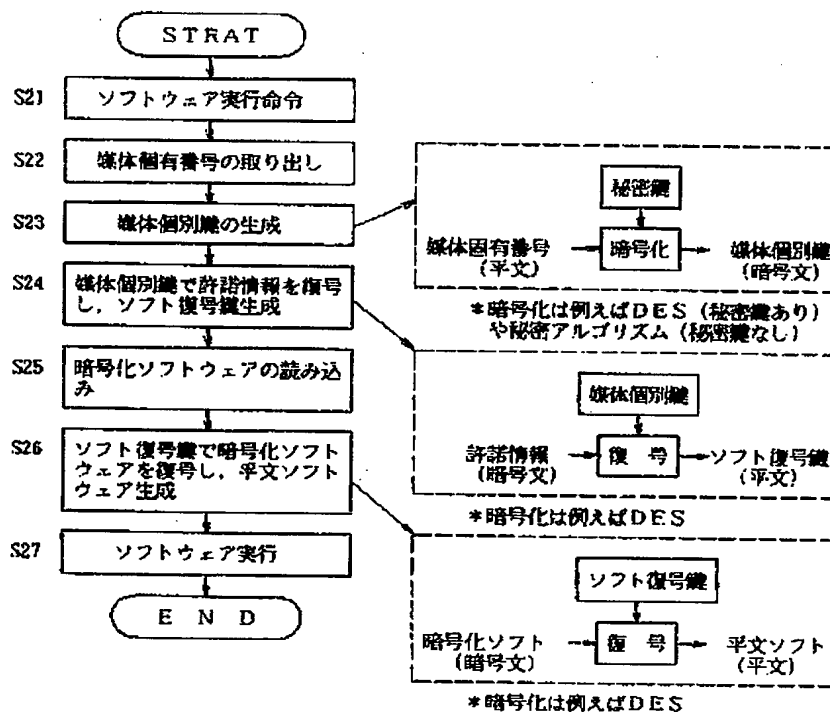 STRAT
S21 ソフトウェア実行命令
S22 媒体個有番号の取り出し
S23 媒体個別鍵の生成
S24 媒体個別鍵で許諾情報を復号
し，ソフト復号鍵生成
S25 暗号化ソフトウェアの読み込
み
S26 ソフト復号鍵で暗号化ソフト
ウェアを復号し，平文ソフト
ウェア生成
S27 ソフトウェア実行
END
秘密鍵
媒体固有番号
(平文)
暗号化
媒体個別鍵
(暗号文)
＊暗号化は例えばDES（秘密鍵あり）
や秘密アルゴリズム（秘密鍵なし）
媒体個別鍵
許諾情報
(暗号文)
復号
ソフト復号鍵
(平文)
＊暗号化は例えばDES
ソフト復号鍵
暗号化ソフト
(暗号文)
復号
平文ソフト
(平文)
＊暗号化は例えばDES